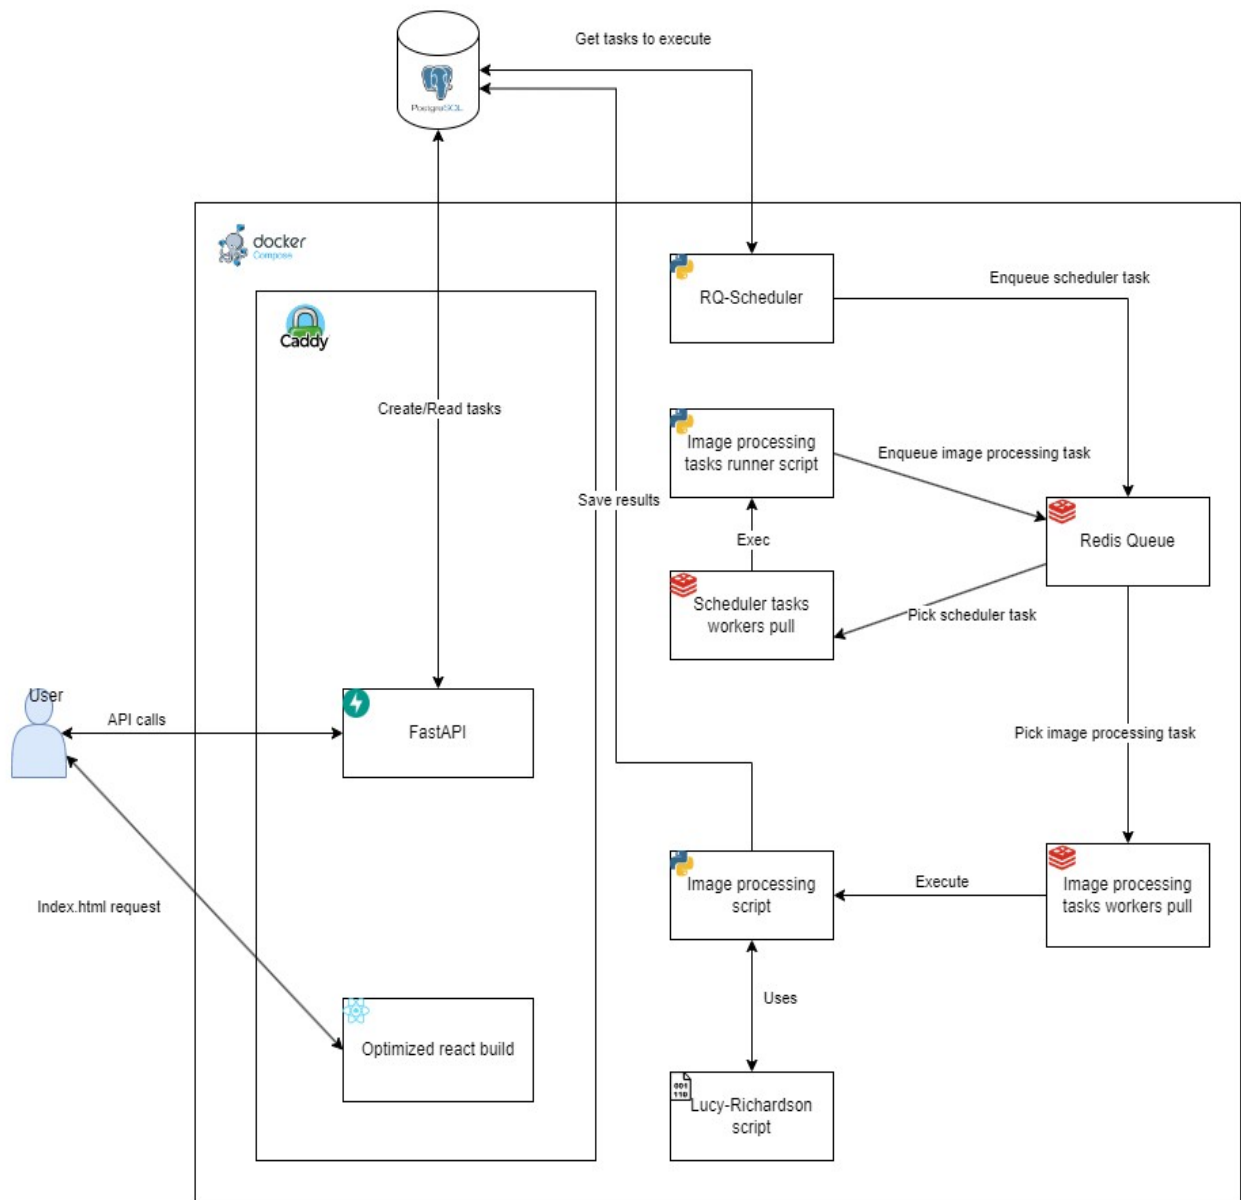 Get tasks to execute
PostgreSQL
docker
Compose
RQ-Scheduler
Enqueue scheduler task
Caddy
Create/Read tasks
Image processing
tasks runner script
Enqueue image processing task
Save results
Redis Queue
Exec
Scheduler tasks
workers pull
Pick scheduler task
User
API calls
FastAPI
Pick image processing task
Image processing
script
Execute
Image processing
tasks workers pull
Index.html request
Uses
Optimized react build
001
110
Lucy-Richardson
script